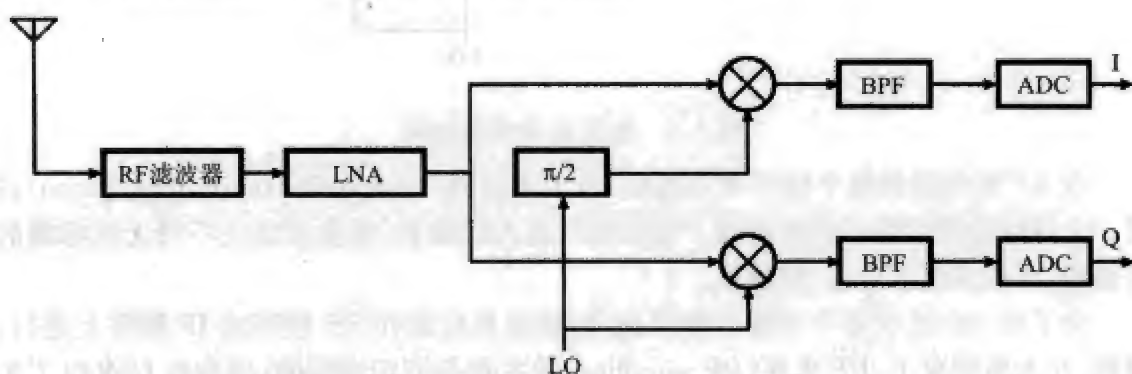 I
BPF
ADC
RF滤波器
LNA
π/2
Q
BPF
ADC
LO